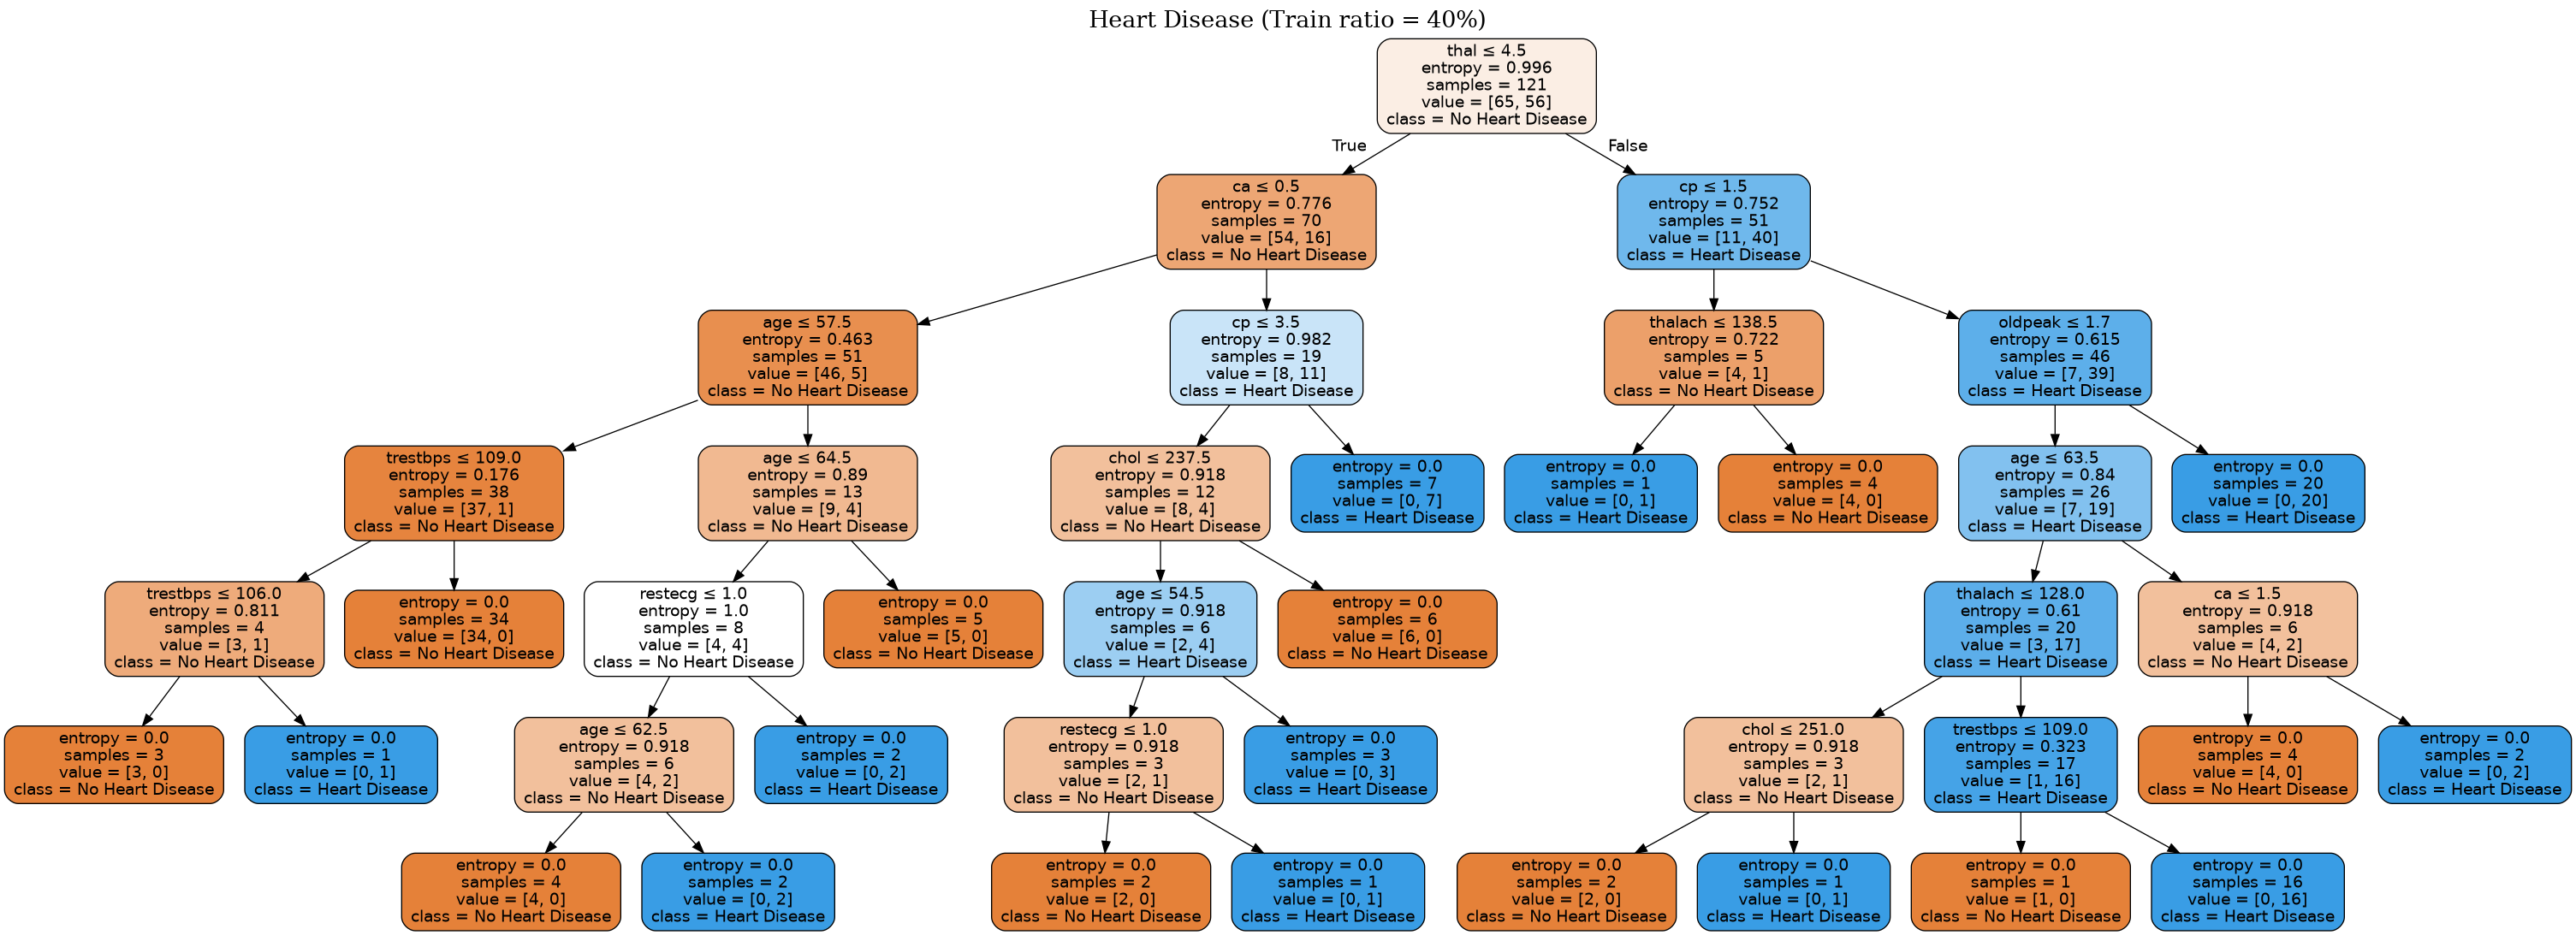 Heart Disease (Train ratio = 40%)
thal ≤ 4.5
entropy = 0.996
samples = 121
value = [65, 56]
class = No Heart Disease
True
False
ca ≤ 0.5
entropy = 0.776
samples = 70
value = [54, 16]
class = No Heart Disease
cp ≤ 1.5
entropy = 0.752
samples = 51
value = [11, 40]
class = Heart Disease
age ≤ 57.5
entropy = 0.463
samples = 51
value = [46, 5]
class = No Heart Disease
cp ≤ 3.5
entropy = 0.982
samples = 19
value = [8, 11]
class = Heart Disease
thalach ≤ 138.5
entropy = 0.722
samples = 5
value = [4, 1]
class = No Heart Disease
oldpeak ≤ 1.7
entropy = 0.615
samples = 46
value = [7, 39]
class = Heart Disease
trestbps ≤ 109.0
entropy = 0.176
samples = 38
value = [37, 1]
class = No Heart Disease
age ≤ 64.5
entropy = 0.89
samples = 13
value = [9, 4]
class = No Heart Disease
chol ≤ 237.5
entropy = 0.918
samples = 12
value = [8, 4]
class = No Heart Disease
entropy = 0.0
samples = 7
value = [0, 7]
class = Heart Disease
entropy = 0.0
samples = 1
value = [0, 1]
class = Heart Disease
entropy = 0.0
samples = 4
value = [4, 0]
class = No Heart Disease
age ≤ 63.5
entropy = 0.84
samples = 26
value = [7, 19]
class = Heart Disease
entropy = 0.0
samples = 20
value = [0, 20]
class = Heart Disease
trestbps ≤ 106.0
entropy = 0.811
samples = 4
value = [3, 1]
class = No Heart Disease
entropy = 0.0
samples = 34
value = [34, 0]
class = No Heart Disease
restecg ≤ 1.0
entropy = 1.0
samples = 8
value = [4, 4]
class = No Heart Disease
entropy = 0.0
samples = 5
value = [5, 0]
class = No Heart Disease
age ≤ 54.5
entropy = 0.918
samples = 6
value = [2, 4]
class = Heart Disease
entropy = 0.0
samples = 6
value = [6, 0]
class = No Heart Disease
thalach ≤ 128.0
entropy = 0.61
samples = 20
value = [3, 17]
class = Heart Disease
ca ≤ 1.5
entropy = 0.918
samples = 6
value = [4, 2]
class = No Heart Disease
entropy = 0.0
samples = 3
value = [3, 0]
class = No Heart Disease
entropy = 0.0
samples = 1
value = [0, 1]
class = Heart Disease
age ≤ 62.5
entropy = 0.918
samples = 6
value = [4, 2]
class = No Heart Disease
entropy = 0.0
samples = 2
value = [0, 2]
class = Heart Disease
restecg ≤ 1.0
entropy = 0.918
samples = 3
value = [2, 1]
class = No Heart Disease
entropy = 0.0
samples = 3
value = [0, 3]
class = Heart Disease
chol ≤ 251.0
entropy = 0.918
samples = 3
value = [2, 1]
class = No Heart Disease
trestbps ≤ 109.0
entropy = 0.323
samples = 17
value = [1, 16]
class = Heart Disease
entropy = 0.0
samples = 4
value = [4, 0]
class = No Heart Disease
entropy = 0.0
samples = 2
value = [0, 2]
class = Heart Disease
entropy = 0.0
samples = 4
value = [4, 0]
class = No Heart Disease
entropy = 0.0
samples = 2
value = [0, 2]
class = Heart Disease
entropy = 0.0
samples = 2
value = [2, 0]
class = No Heart Disease
entropy = 0.0
samples = 1
value = [0, 1]
class = Heart Disease
entropy = 0.0
samples = 2
value = [2, 0]
class = No Heart Disease
entropy = 0.0
samples = 1
value = [0, 1]
class = Heart Disease
entropy = 0.0
samples = 1
value = [1, 0]
class = No Heart Disease
entropy = 0.0
samples = 16
value = [0, 16]
class = Heart Disease